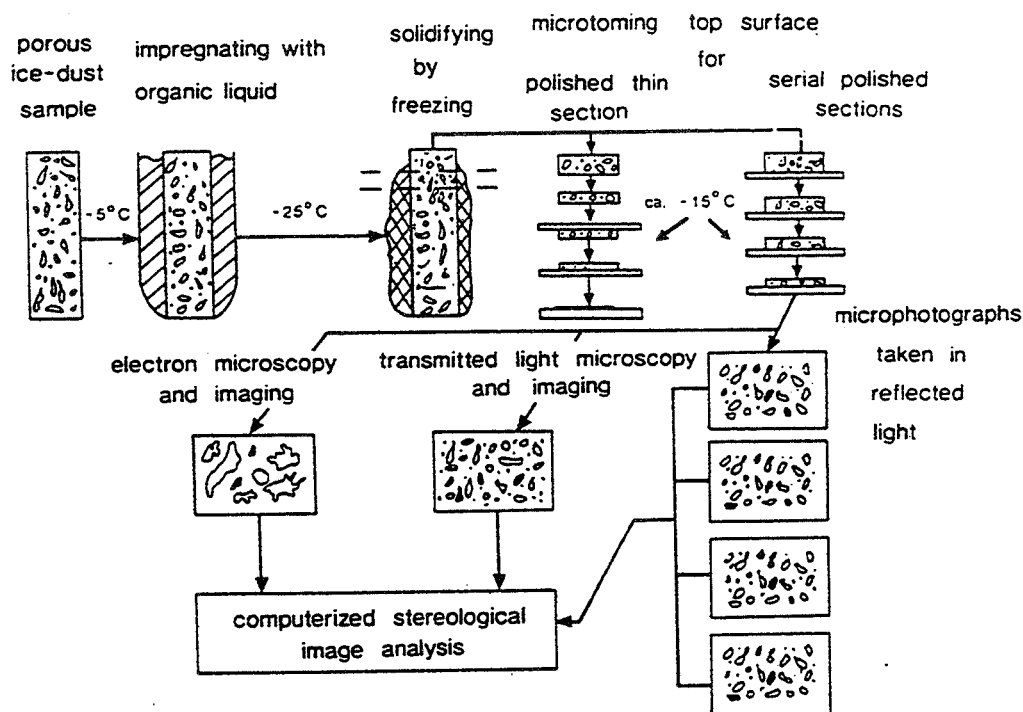 porous
ice-dust
sample
impregnating with
organic liquid
solidifying
by
freezing
microtoming top surface
for
polished thin
section
serial polished
sections
-5°C
-25°C
ca. -15°C
microphotographs
taken in
reflected
light
electron microscopy
and imaging
transmitted light microscopy
and imaging
computerized stereological
image analysis